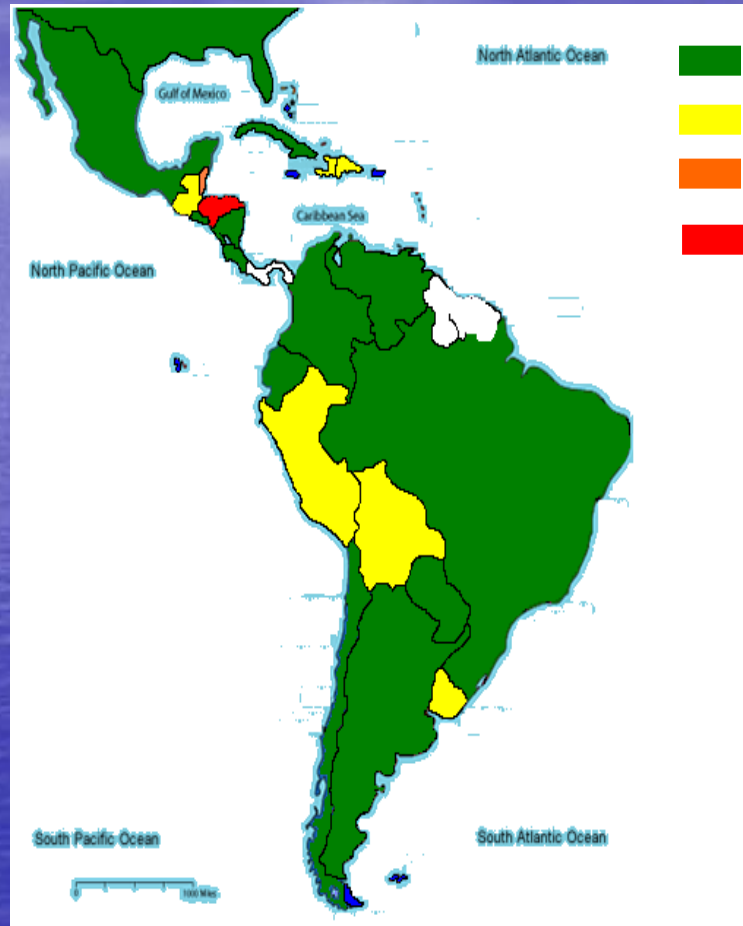 North Atlantic Ocean
Gulf of Mexico
Caribbean Sea
North Pacific Ocean
South Pacific Ocean
South Atlantic Ocean
0 1000 Miles